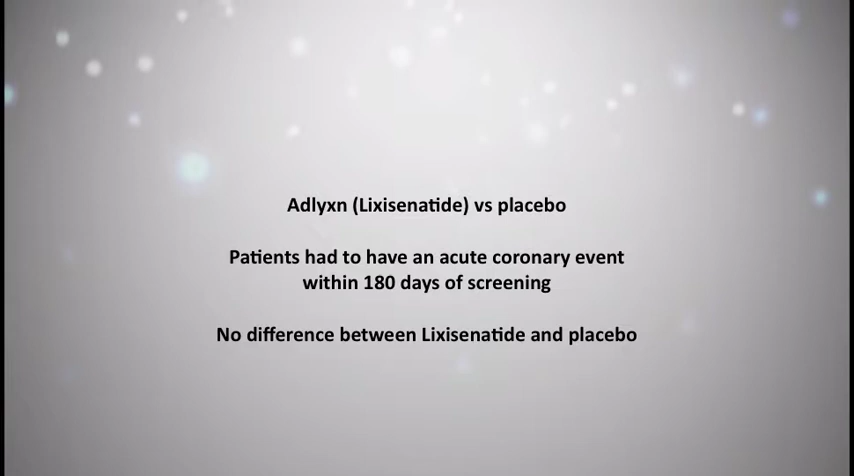 Adlyxn (Lixisenatide) vs placebo
Patients had to have an acute coronary event
within 180 days of screening
No difference between Lixisenatide and placebo